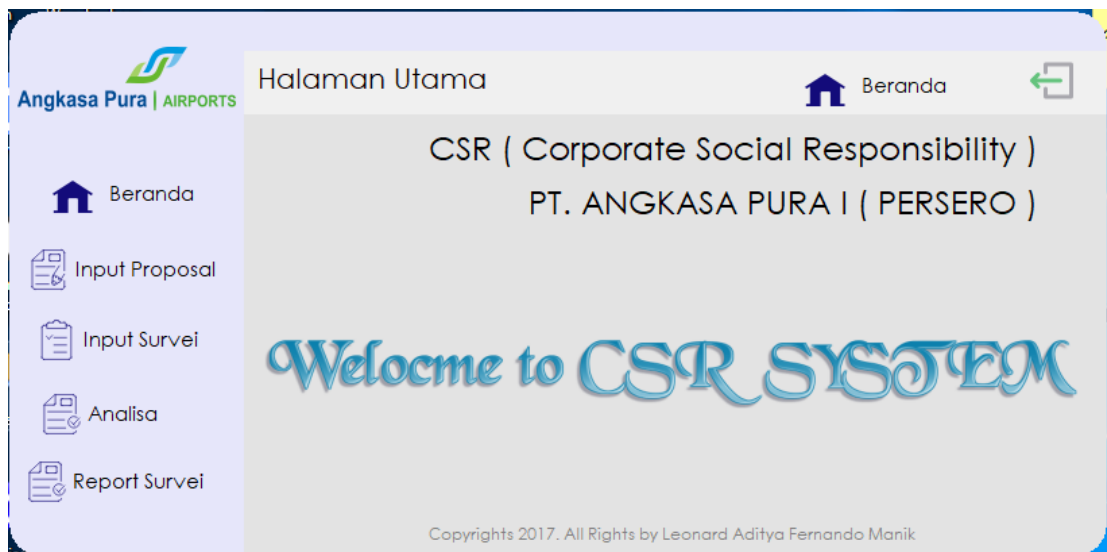 Angkasa Pura | AIRPORTS
Halaman Utama
Beranda
Beranda
Input Proposal
Input Survei
Analisa
Report Survei
CSR ( Corporate Social Responsibility )
PT. ANGKASA PURA I ( PERSERO )
Welocme to CSR SYSTEM
Copyrights 2017. All Rights by Leonard Aditya Fernando Manik